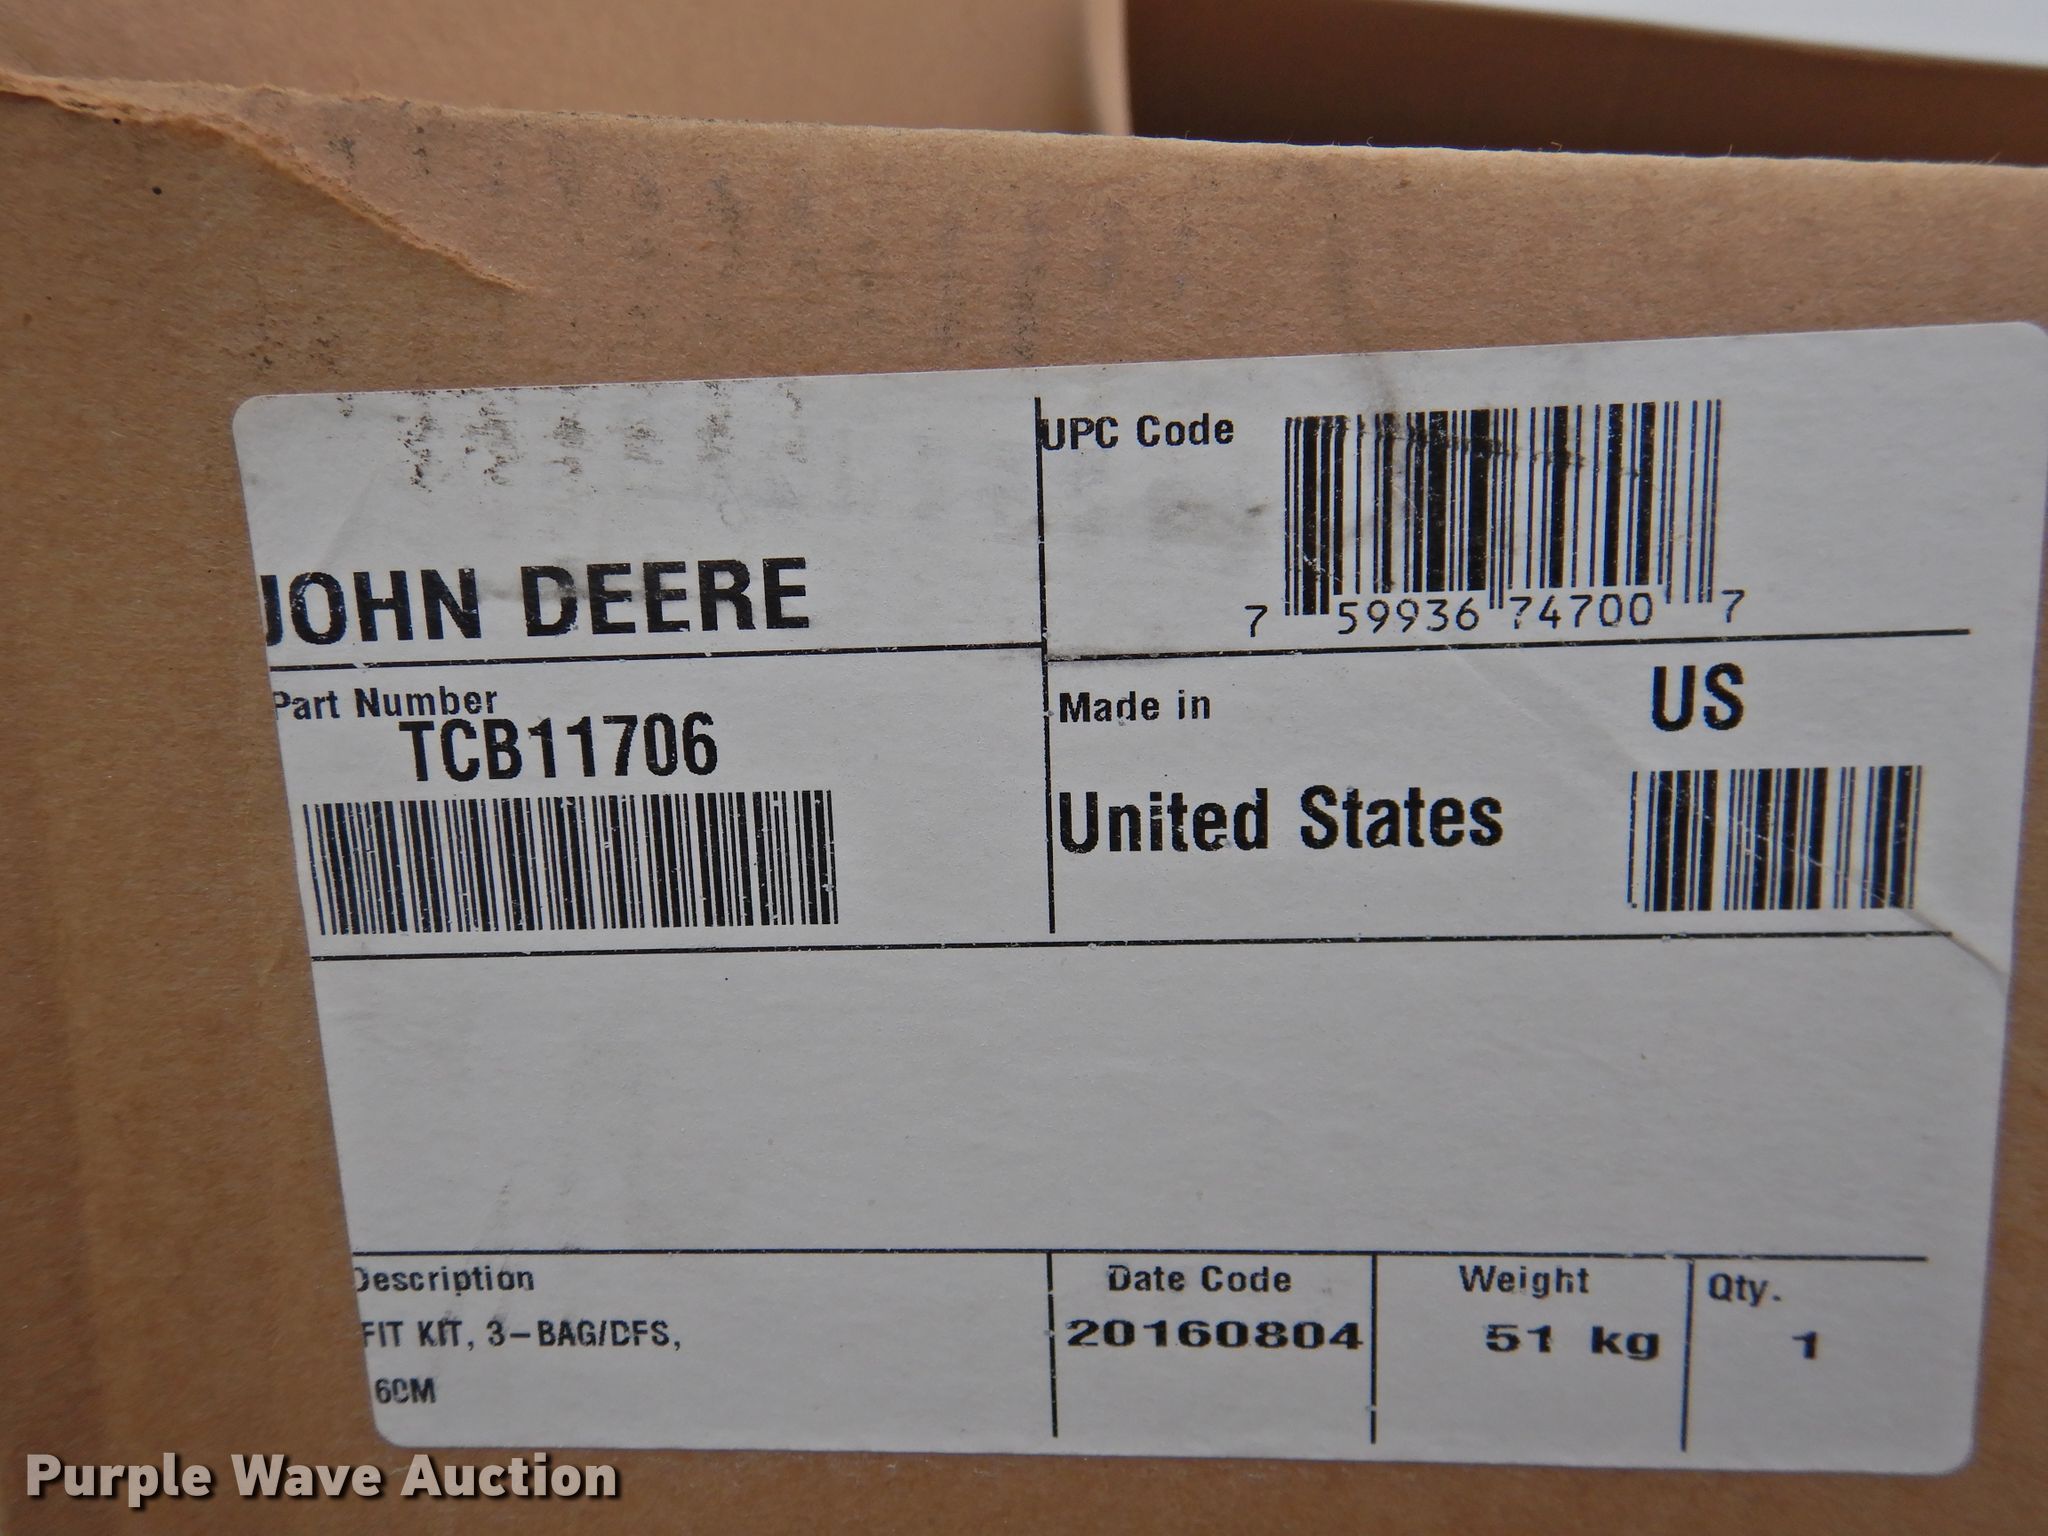 JOHN DEERE
UPC Code
7 59936 74700 7
Part Number
TCB11706
Made in
US
United States
Description
FIT KIT, 3-BAG/DFS,
60M
Date Code
20160804
Weight
51 kg
Qty.
1
Purple Wave Auction